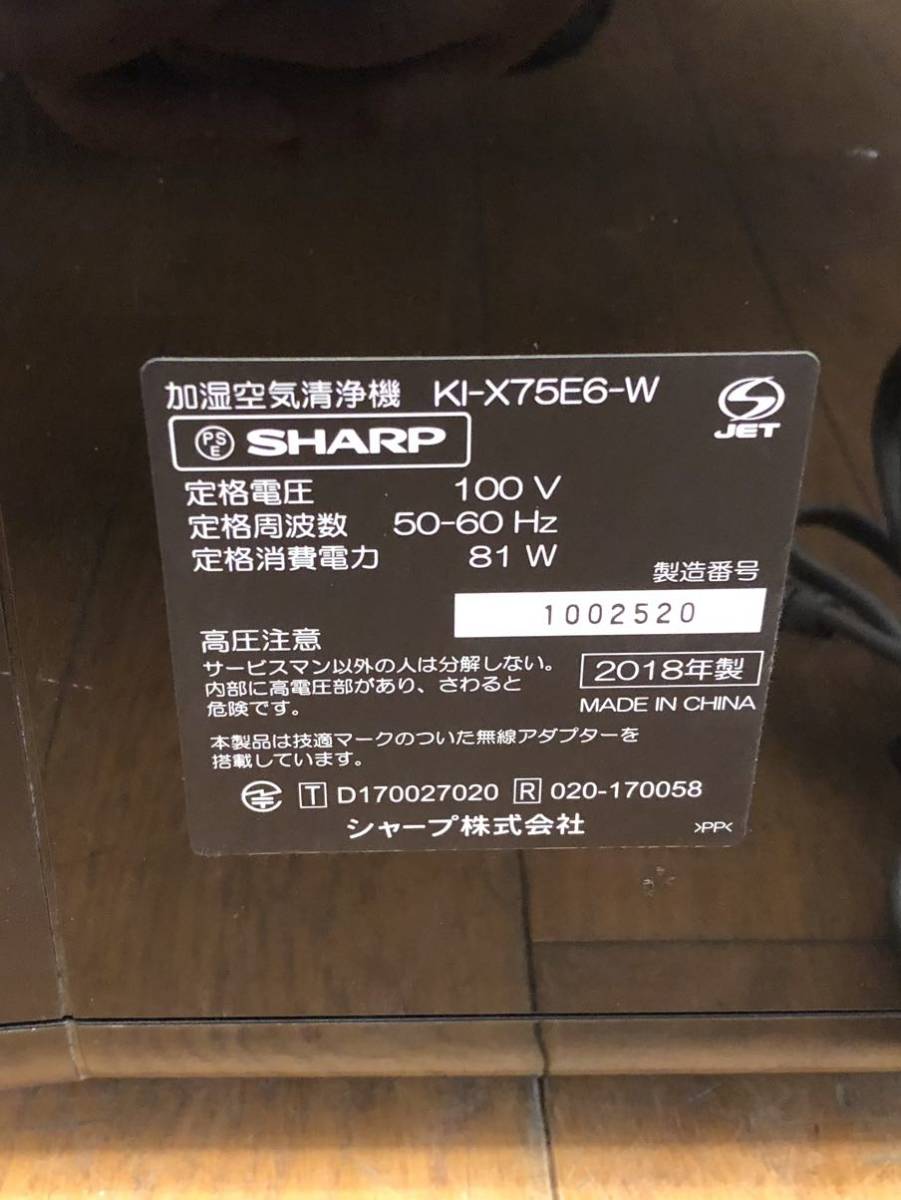 加湿空気清浄機 KI-X75E6-W
PSE SHARP
JET
定格電圧 100 V
定格周波数 50-60 Hz
定格消費電力 81 W
製造番号
1002520
高圧注意
サービスマン以外の人は分解しない。
内部に高電圧部があり、さわると
危険です。
2018年製
MADE IN CHINA
本製品は技適マークのついた無線アダプターを
搭載しています。
T D170027020 R 020-170058
シャープ株式会社 >PP<